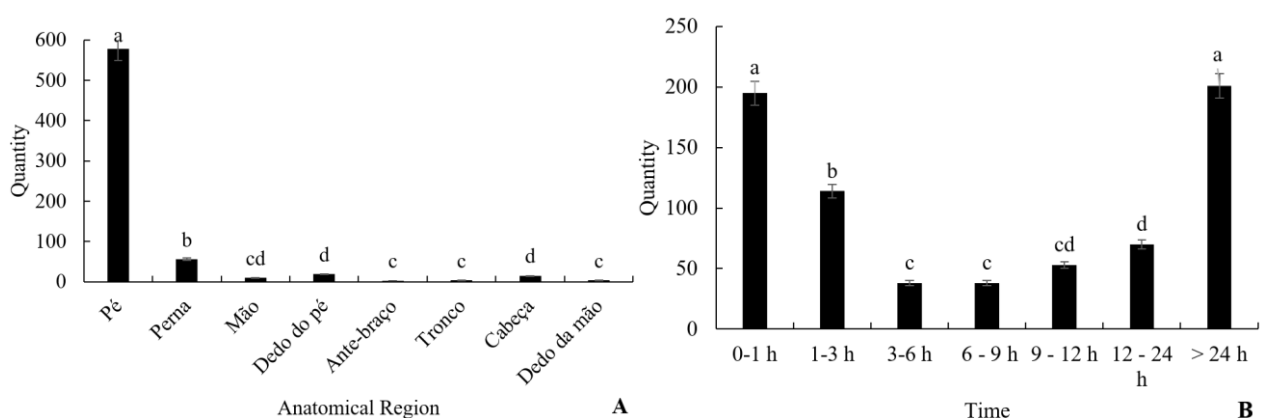 600
500
400
300
200
100
0
Quantity
a
b
cd
d
c
c
d
c
Pé
Perna
Mão
Dedo do pé
Ante-braço
Tronco
Cabeça
Dedo da mão
Anatomical Region
A
250
200
150
100
50
0
Quantity
a
b
c
c
cd
d
a
0-1 h
1-3 h
3-6 h
6 - 9 h
9 - 12 h
12 - 24
h
> 24 h
Time
B